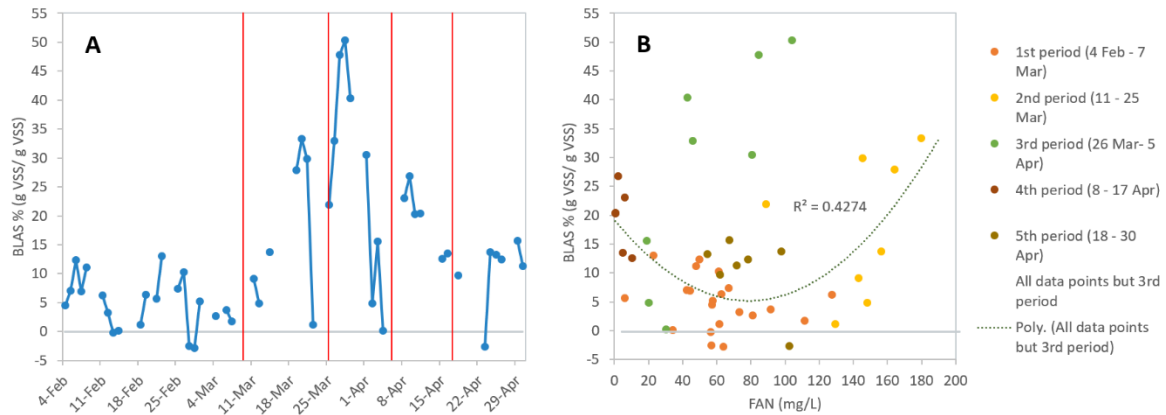 A
BLAS % (g VSS/ g VSS)
55
50
45
40
35
30
25
20
15
10
5
0
-5
4-Feb
11-Feb
18-Feb
25-Feb
4-Mar
11-Mar
18-Mar
25-Mar
1-Apr
8-Apr
15-Apr
22-Apr
29-Apr
B
BLAS % (g VSS/ g VSS)
55
50
45
40
35
30
25
20
15
10
5
0
-5
R² = 0.4274
0 20 40 60 80 100 120 140 160 180 200
FAN (mg/L)
1st period (4 Feb - 7
Mar)
2nd period (11 - 25
Mar)
3rd period (26 Mar- 5
Apr)
4th period (8 - 17 Apr)
5th period (18 - 30
Apr)
All data points but 3rd
period
Poly. (All data points
but 3rd period)